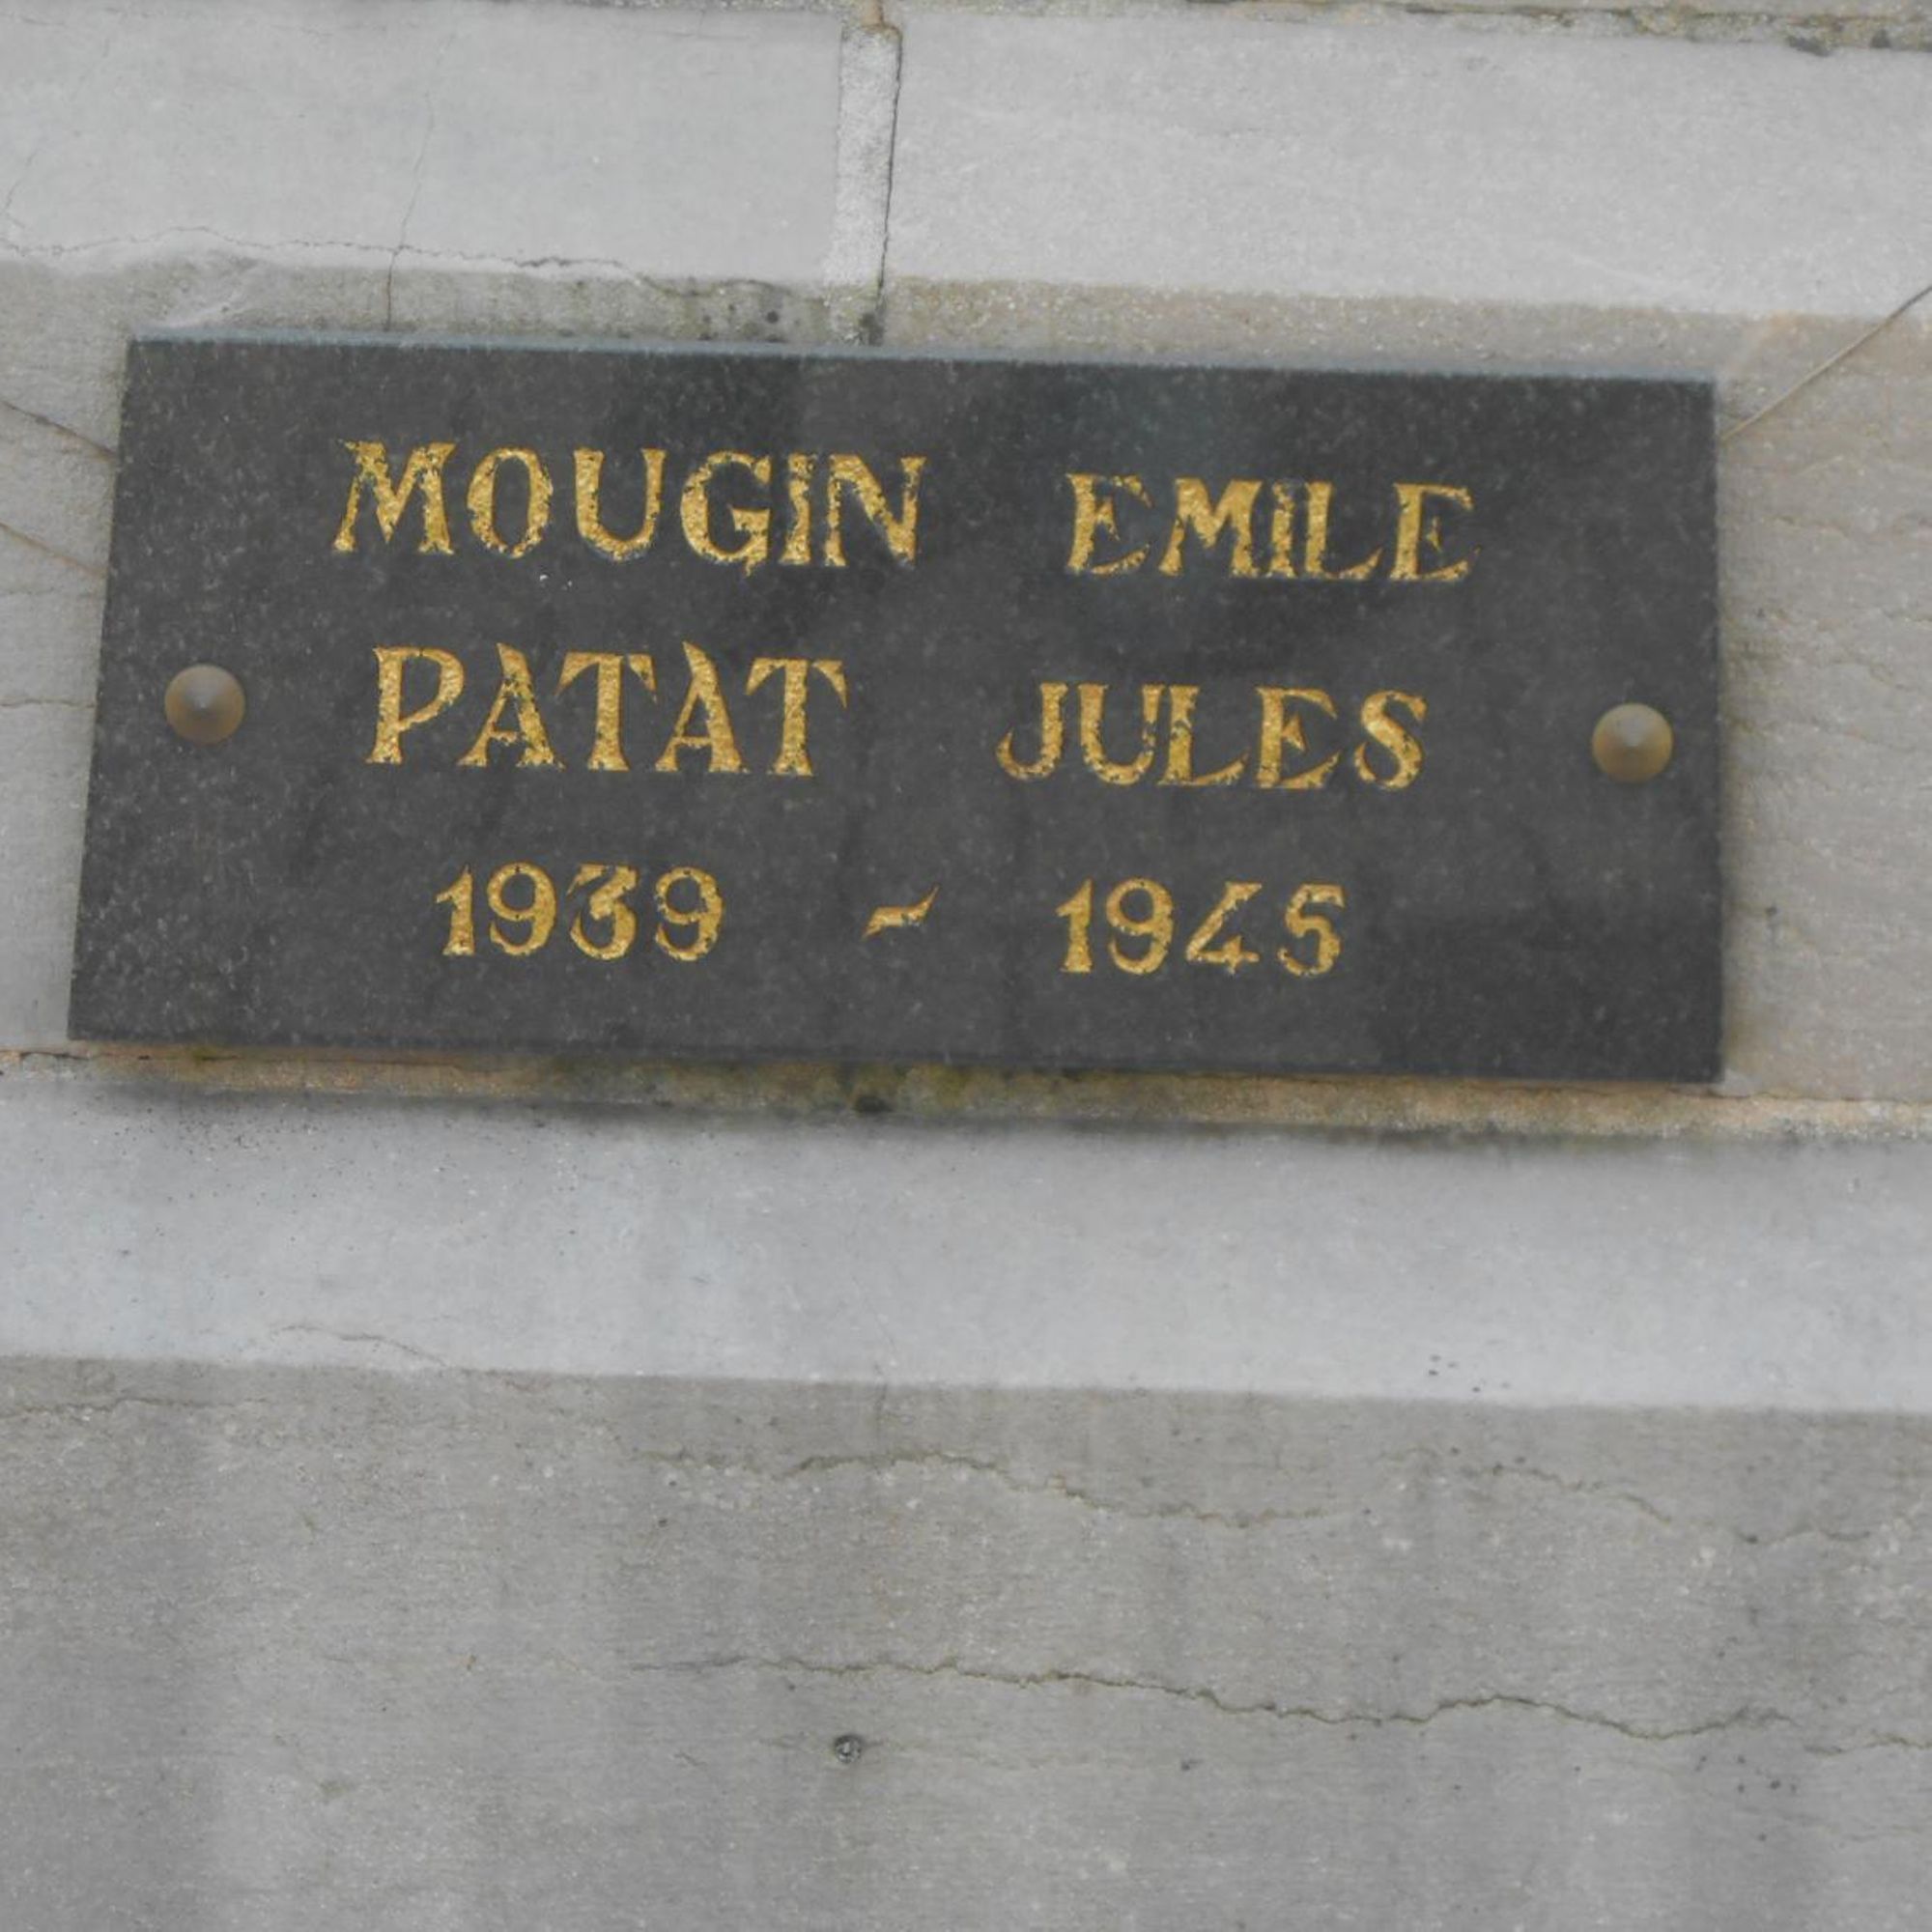 MOUGIN EMILE
PATAT JULES
1939 - 1945